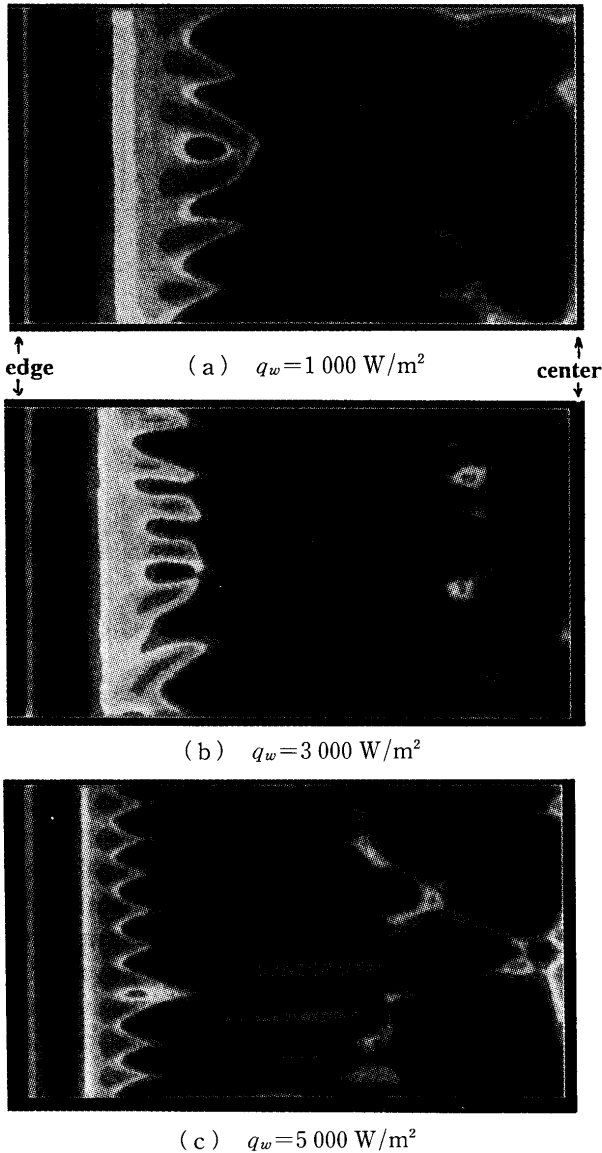 (a) q_w=1 000 W/m²
↑ edge ↓
↑ center ↓
(b) q_w=3 000 W/m²
(c) q_w=5 000 W/m²